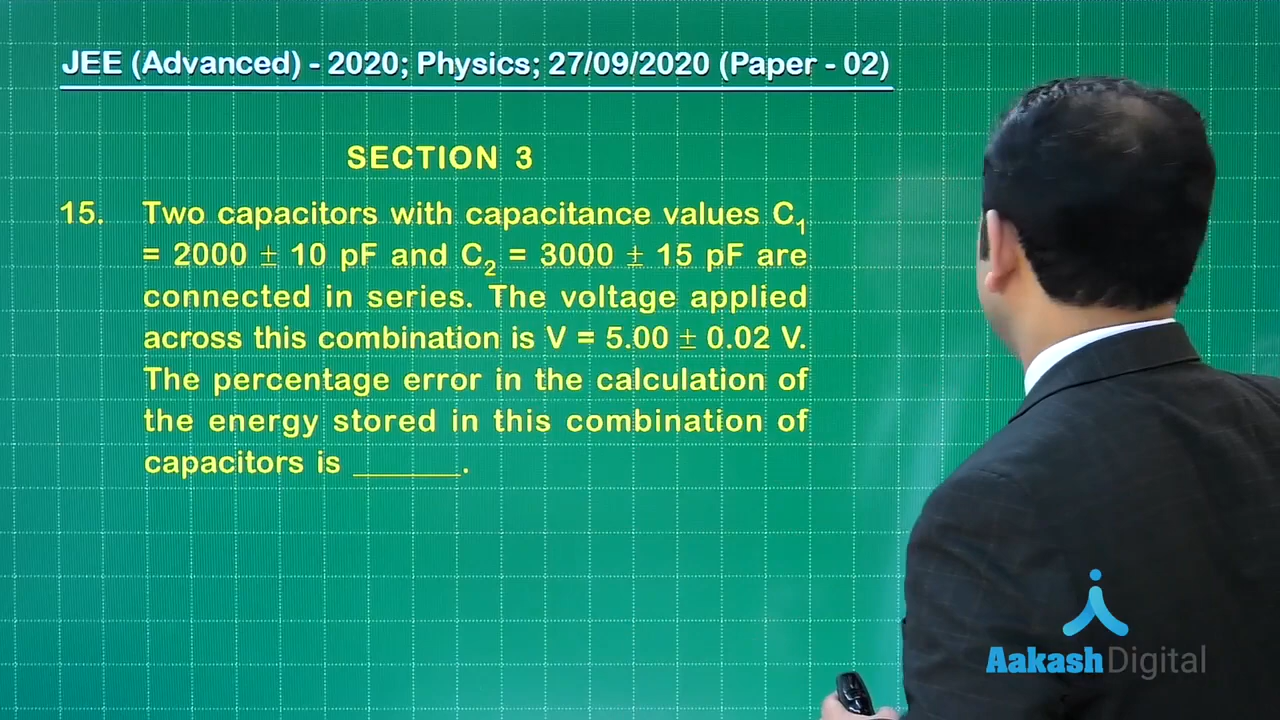 JEE (Advanced) - 2020; Physics; 27/09/2020 (Paper - 02)
SECTION 3
15. Two capacitors with capacitance values C₁
= 2000 ± 10 pF and C₂ = 3000 ± 15 pF are
connected in series. The voltage applied
across this combination is V = 5.00 ± 0.02 V.
The percentage error in the calculation of
the energy stored in this combination of
capacitors is ______.
Aakash Digital